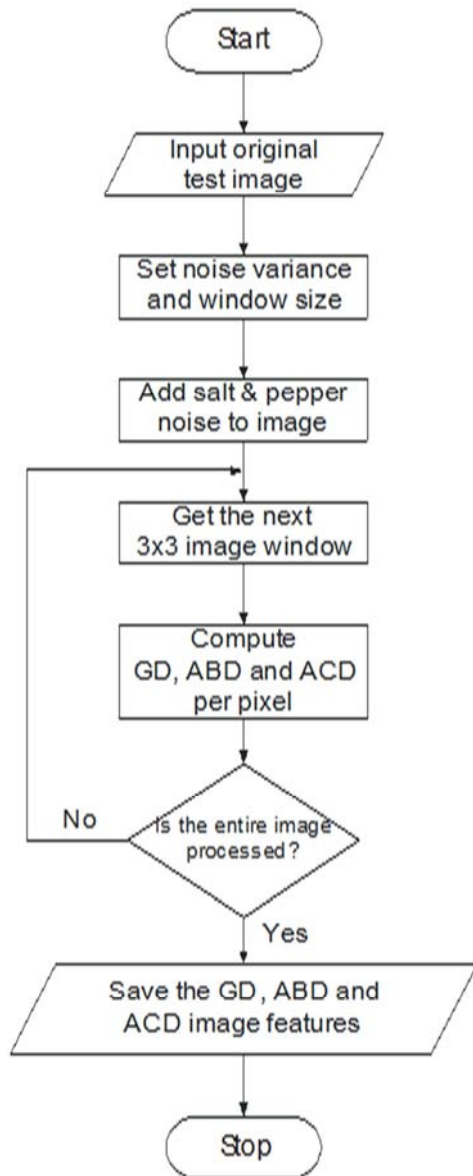 Start
Input original
test image
Set noise variance
and window size
Add salt & pepper
noise to image
Get the next
3x3 image window
Compute
GD, ABD and ACD
per pixel
No
Is the entire image
processed?
Yes
Save the GD, ABD and
ACD image features
Stop